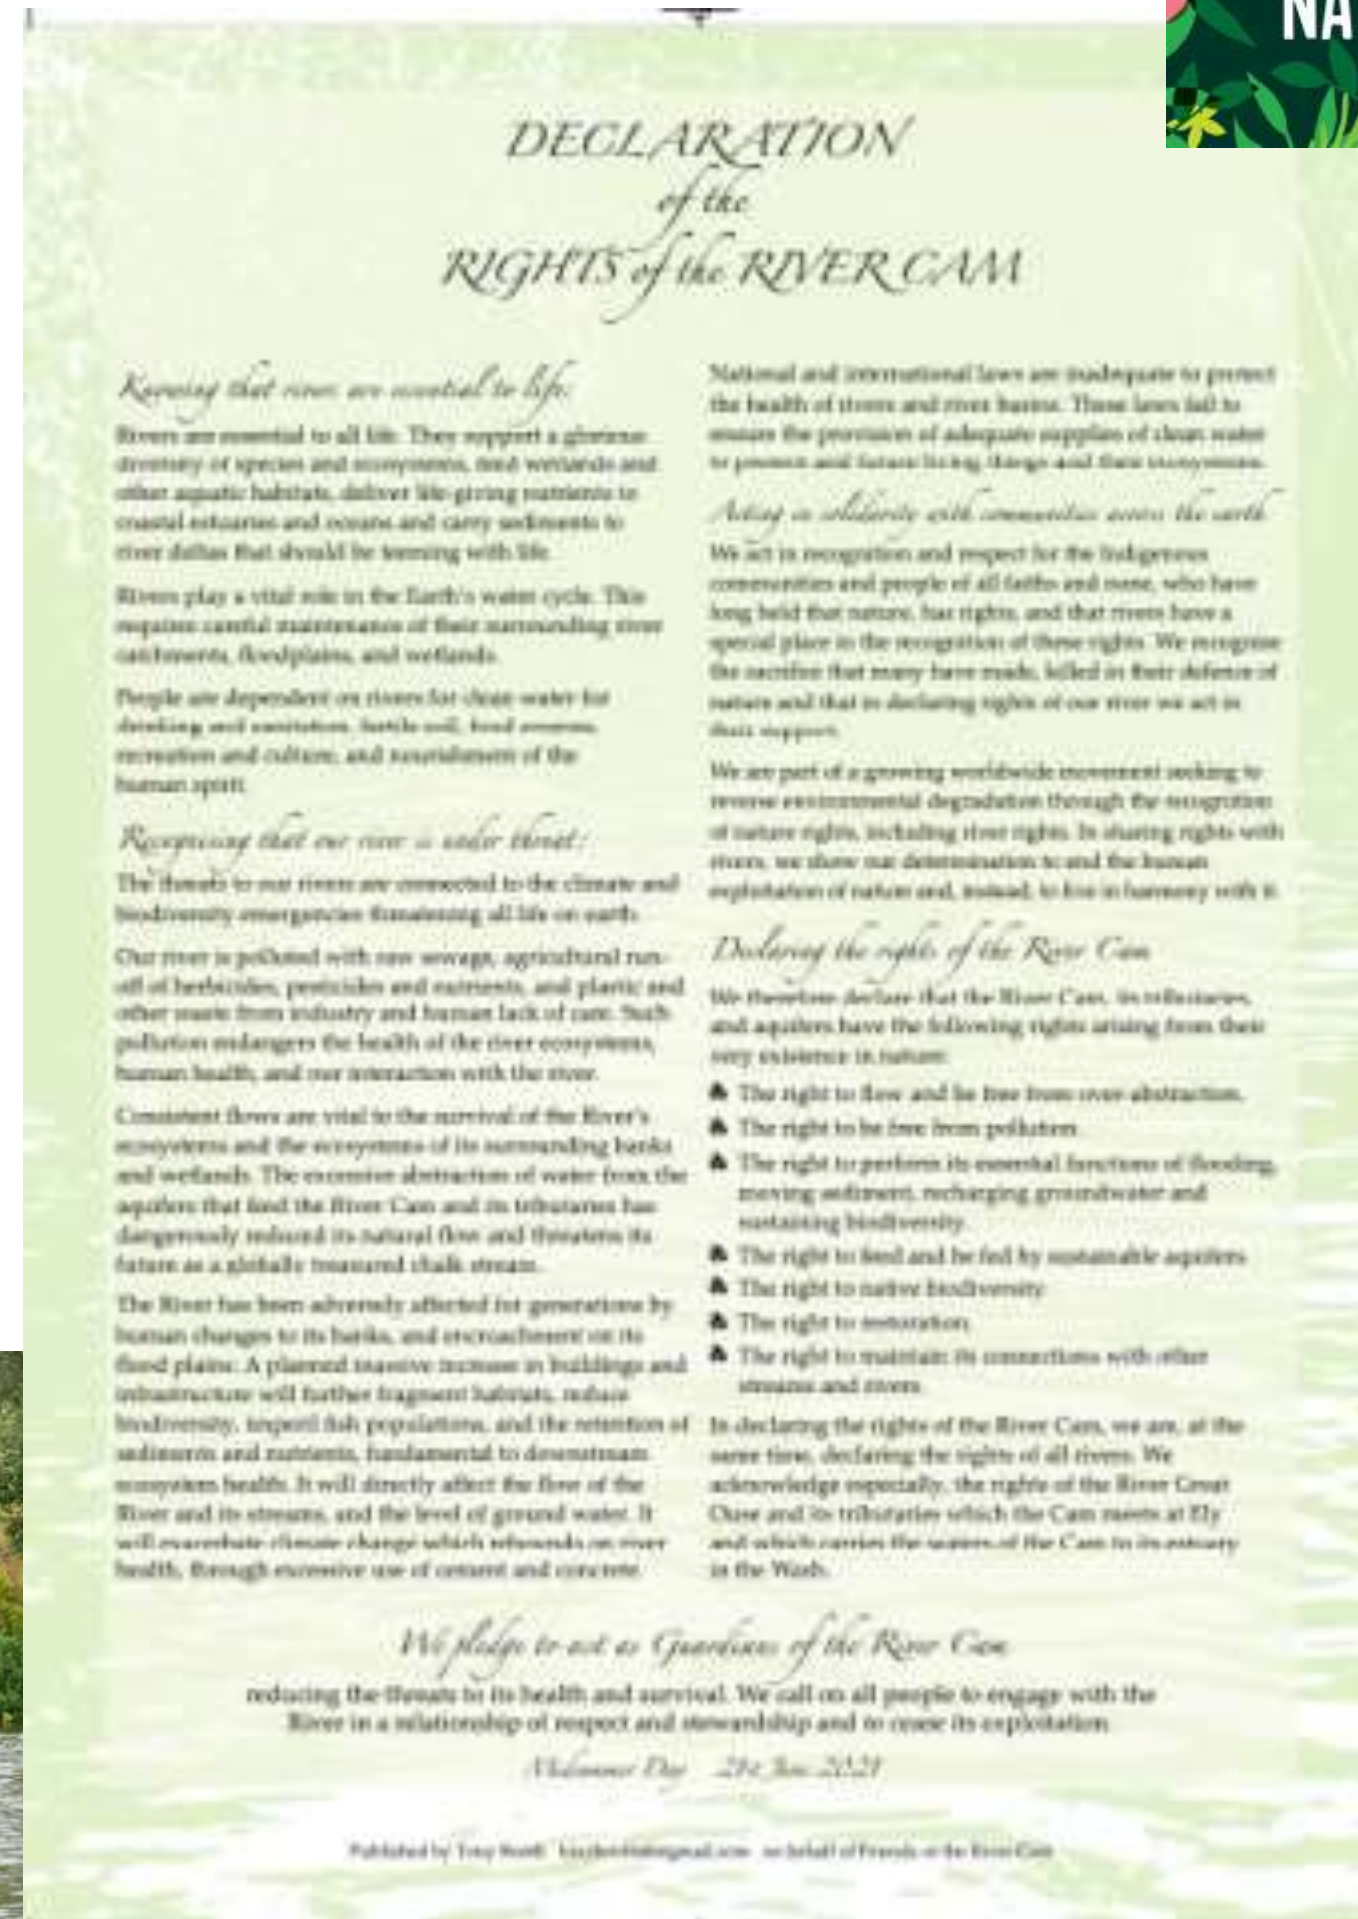 NA
DECLARATION
of the
RIGHTS of the RIVER CAM
Knowing that rivers are essential to life:
Rivers are essential to all life. They support a glorious
diversity of species and ecosystems, feed wetlands and
other aquatic habitats, deliver life-giving nutrients to
coastal estuaries and oceans and carry sediments to
river deltas that should be teeming with life.
Rivers play a vital role in the Earth's water cycle. This
requires careful maintenance of their surrounding river
catchments, floodplains, and wetlands.
People are dependent on rivers for clean water for
drinking and sanitation, fertile soil, food sources,
recreation and culture, and nourishment of the
human spirit.
Recognising that our river is under threat:
The threats to our rivers are connected to the climate and
biodiversity emergencies threatening all life on earth.
Our river is polluted with raw sewage, agricultural run-
off of herbicides, pesticides and nutrients, and plastic and
other waste from industry and human lack of care. Such
pollution endangers the health of the river ecosystems,
human health, and our interaction with the river.
Consistent flows are vital to the survival of the River's
ecosystems and the ecosystems of its surrounding banks
and wetlands. The excessive abstraction of water from the
aquifers that feed the River Cam and its tributaries has
dangerously reduced its natural flow and threatens its
future as a globally treasured chalk stream.
The River has been adversely affected for generations by
human changes to its banks, and encroachment on its
flood plains. A planned massive increase in buildings and
infrastructure will further fragment habitats, reduce
biodiversity, imperil fish populations, and the retention of
sediments and nutrients, fundamental to downstream
ecosystem health. It will directly affect the flow of the
River and its streams, and the level of ground water. It
will exacerbate climate change which rebounds on river
health, through excessive use of cement and concrete.
National and international laws are inadequate to protect
the health of rivers and river basins. These laws fail to
ensure the provision of adequate supplies of clean water
to present and future living things and their ecosystems.
Acting in solidarity with communities across the earth
We act in recognition and respect for the Indigenous
communities and people of all faiths and none, who have
long held that nature, has rights, and that rivers have a
special place in the recognition of these rights. We recognise
the sacrifice that many have made, killed in their defence of
nature and that in declaring rights of our river we act in
their support.
We are part of a growing worldwide movement seeking to
reverse environmental degradation through the recognition
of nature rights, including river rights. In sharing rights with
rivers, we show our determination to end the human
exploitation of nature and, instead, to live in harmony with it.
Declaring the rights of the River Cam
We therefore declare that the River Cam, its tributaries,
and aquifers have the following rights arising from their
very existence in nature:
The right to flow and be free from over-abstraction.
The right to be free from pollution.
The right to perform its essential functions of flooding,
moving sediment, recharging groundwater and
sustaining biodiversity.
The right to feed and be fed by sustainable aquifers.
The right to native biodiversity.
The right to restoration.
The right to maintain its connections with other
streams and rivers.
In declaring the rights of the River Cam, we are, at the
same time, declaring the rights of all rivers. We
acknowledge especially, the rights of the River Great
Ouse and its tributaries which the Cam meets at Ely
and which carries the waters of the Cam to its estuary
in the Wash.
We pledge to act as Guardians of the River Cam
reducing the threats to its health and survival. We call on all people to engage with the
River in a relationship of respect and stewardship and to cease its exploitation.
Midsummer Day 21st June 2021
Published by Tony on behalf of Friends of the River Cam